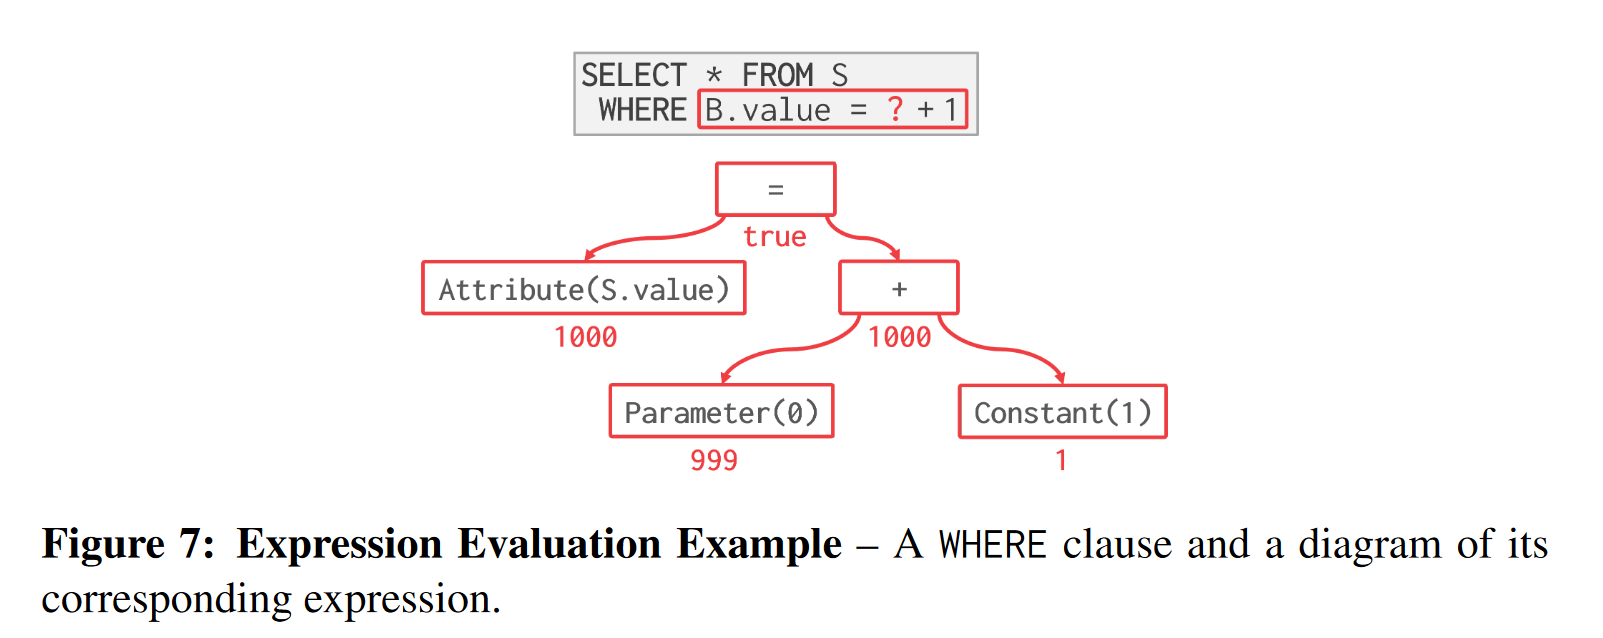 SELECT * FROM S
WHERE B.value = ? + 1
=
true
Attribute(S.value)
+
1000
1000
Parameter(0)
Constant(1)
999
1
Figure 7: Expression Evaluation Example – A WHERE clause and a diagram of its
corresponding expression.